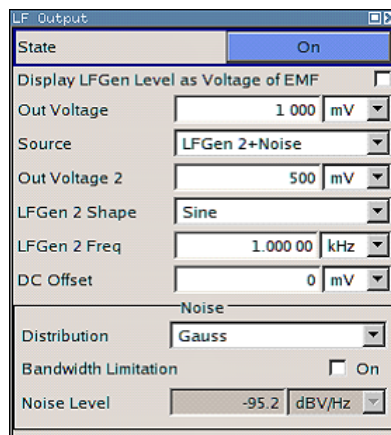 LF Output
State On
Display LFGen Level as Voltage of EMF
Out Voltage 1 000 mV
Source LFGen 2+Noise
Out Voltage 2 500 mV
LFGen 2 Shape Sine
LFGen 2 Freq 1.000 00 kHz
DC Offset 0 mV
Noise
Distribution Gauss
Bandwidth Limitation On
Noise Level -95.2 dBV/Hz